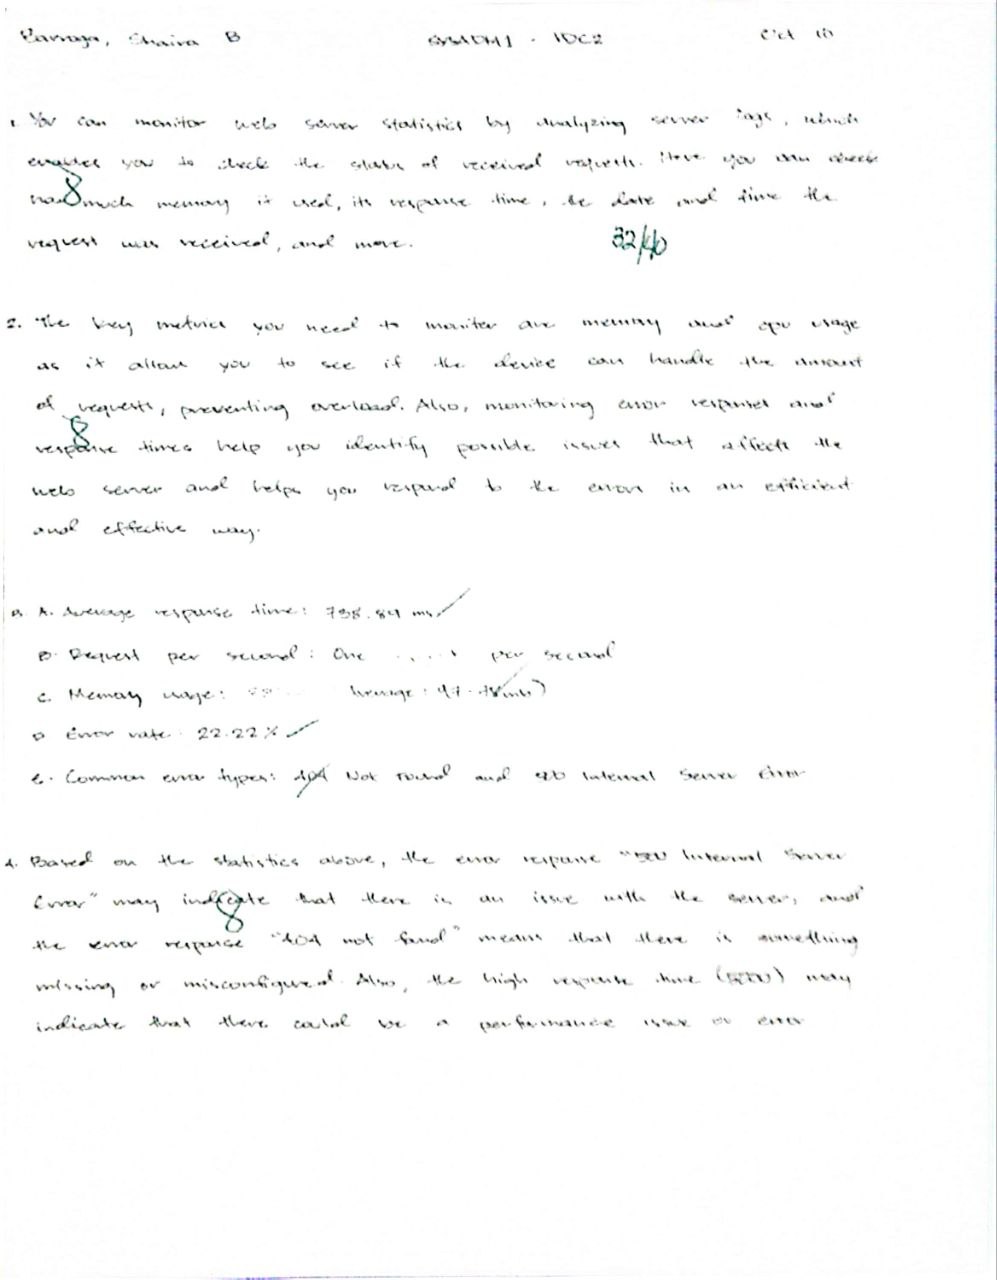 Barraga, Shaira B SYSADM1 - IDC2 Oct 10
1. You can monitor web server statistics by analyzing server logs, which
enables you to check the status of received requests. Here you can check
how much memory it used, its response time, the date and time the
8
request was received, and more.
32/40
2. The key metrics you need to monitor are memory and cpu usage
as it allow you to see if the device can handle the amount
of requests, preventing overload. Also, monitoring error responses and
8
response times help you identify possible issues that affects the
web server and helps you respond to the errors in an efficient
and effective way.
3. A. Average response time: 738.89 ms
B. Request per second: One per second
C. Memory usage: Average: 47.78 mb)
D Error rate: 22.22%
E. Common error types: 404 Not Found and 500 Internal Server Error
4. Based on the statistics above, the error response "500 Internal Server
Error" may indicate that there is an issue with the server, and
8
the error response "404 not found" means that there is something
missing or misconfigured. Also, the high response time may
indicate that there could be a performance issue or error